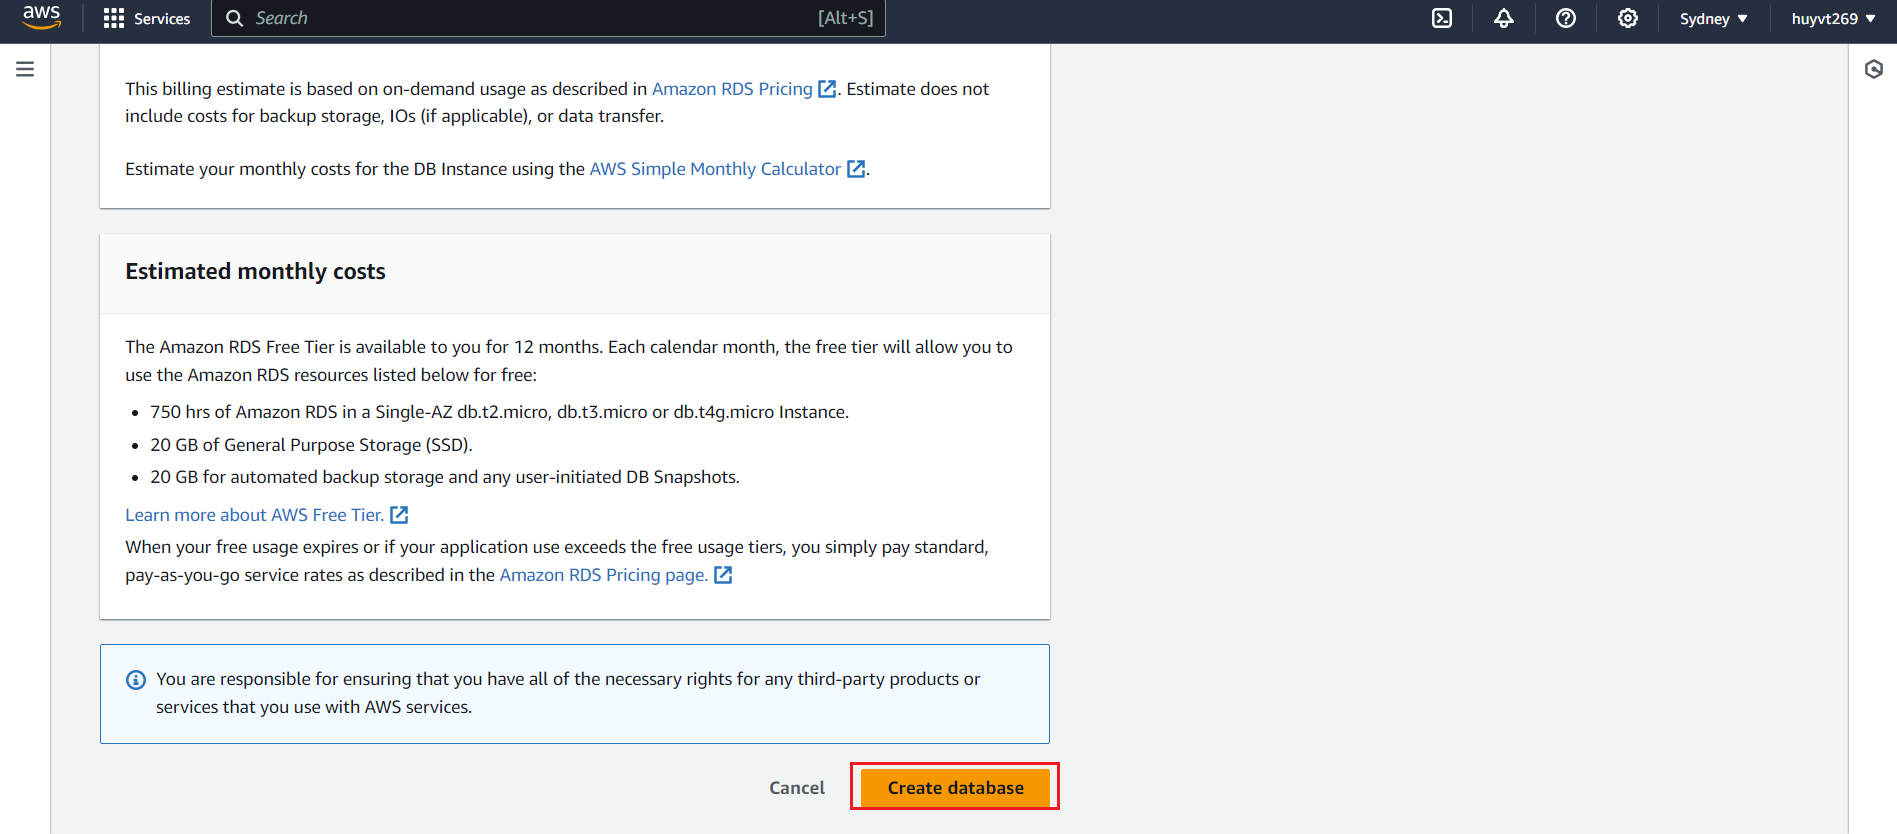 aws Services Search [Alt+S] Sydney huyvt269
This billing estimate is based on on-demand usage as described in Amazon RDS Pricing. Estimate does not
include costs for backup storage, IOs (if applicable), or data transfer.
Estimate your monthly costs for the DB Instance using the AWS Simple Monthly Calculator.
Estimated monthly costs
The Amazon RDS Free Tier is available to you for 12 months. Each calendar month, the free tier will allow you to
use the Amazon RDS resources listed below for free:
• 750 hrs of Amazon RDS in a Single-AZ db.t2.micro, db.t3.micro or db.t4g.micro Instance.
• 20 GB of General Purpose Storage (SSD).
• 20 GB for automated backup storage and any user-initiated DB Snapshots.
Learn more about AWS Free Tier.
When your free usage expires or if your application use exceeds the free usage tiers, you simply pay standard,
pay-as-you-go service rates as described in the Amazon RDS Pricing page.
You are responsible for ensuring that you have all of the necessary rights for any third-party products or
services that you use with AWS services.
Cancel Create database